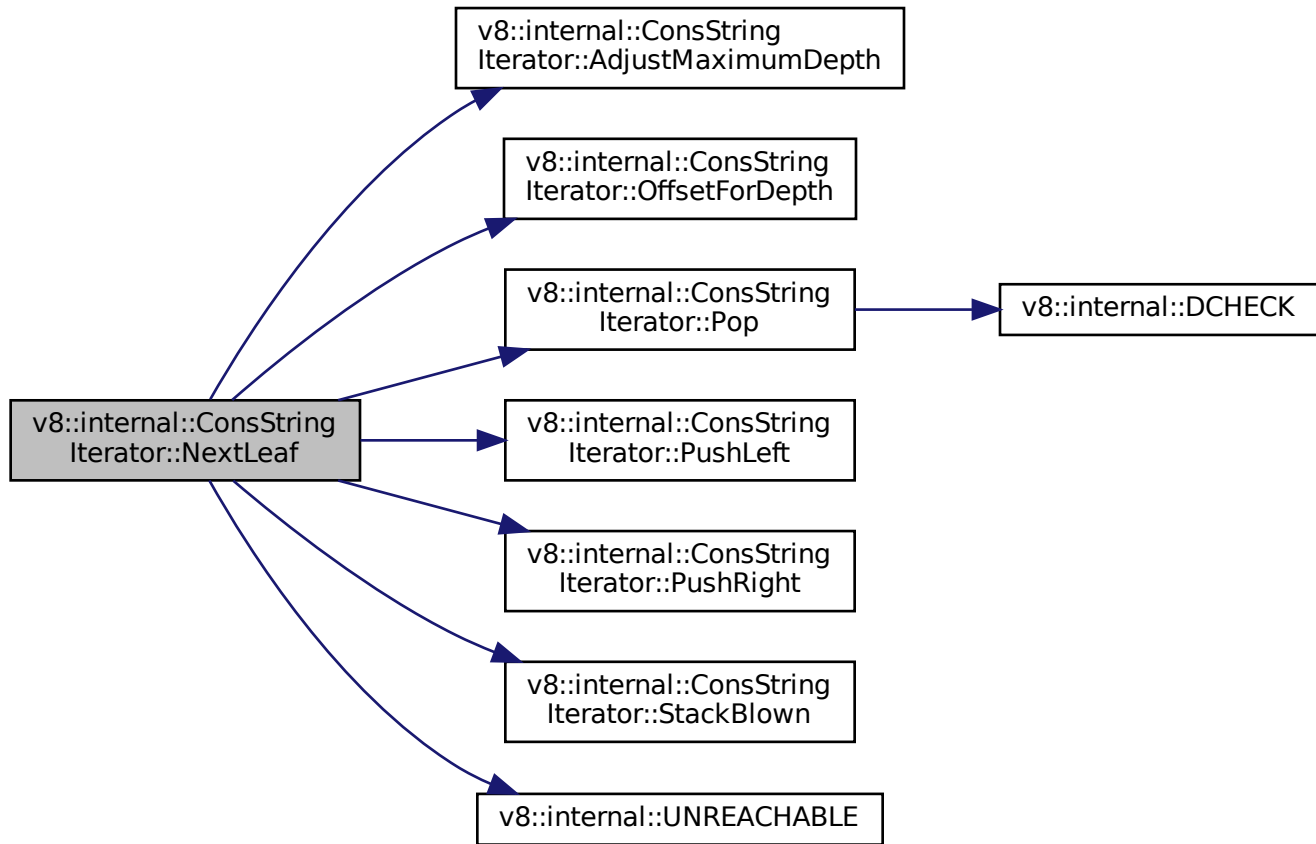 v8::internal::ConsString
Iterator::NextLeaf
v8::internal::ConsString
Iterator::AdjustMaximumDepth
v8::internal::ConsString
Iterator::OffsetForDepth
v8::internal::ConsString
Iterator::Pop
v8::internal::DCHECK
v8::internal::ConsString
Iterator::PushLeft
v8::internal::ConsString
Iterator::PushRight
v8::internal::ConsString
Iterator::StackBlown
v8::internal::UNREACHABLE